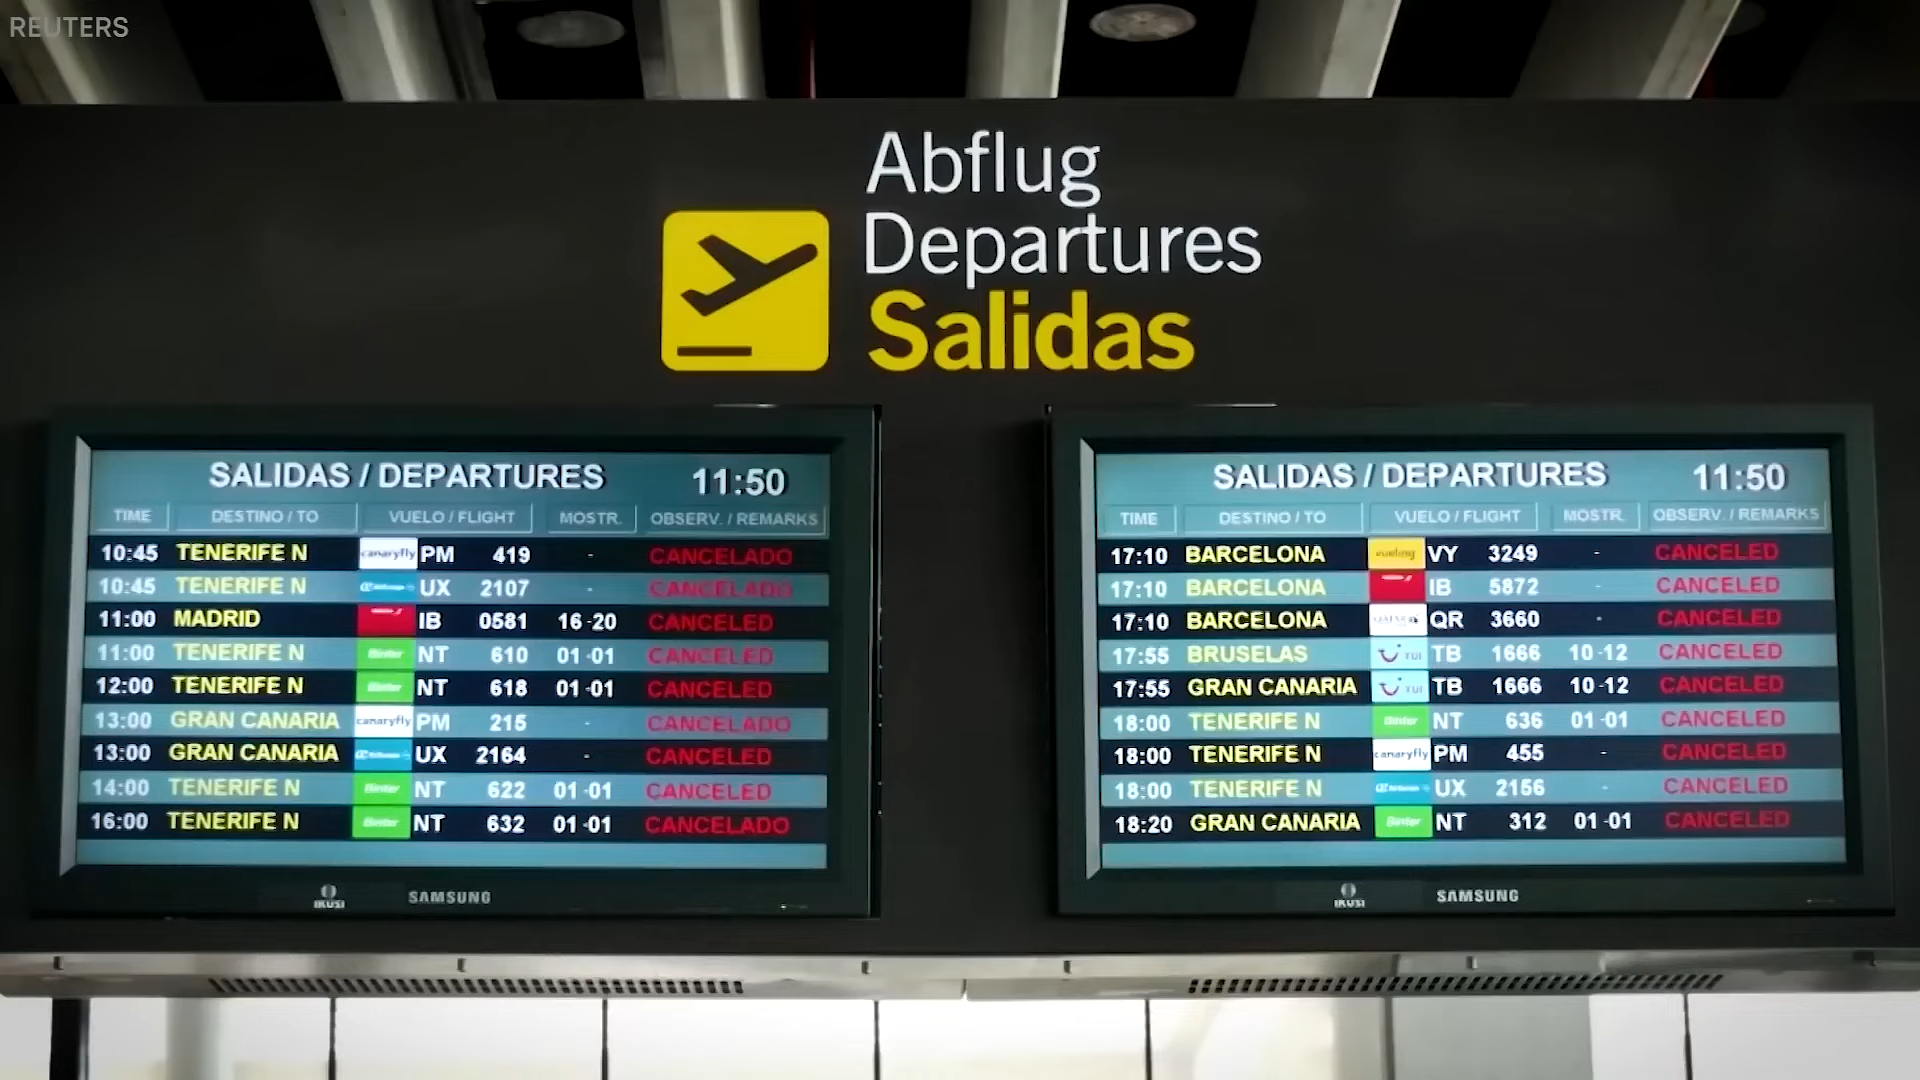 REUTERS
Abflug
Departures
Salidas
SALIDAS / DEPARTURES 11:50
TIME DESTINO / TO VUELO / FLIGHT MOSTR. OBSERV. / REMARKS
10:45 TENERIFE N canaryfly PM 419 - CANCELADO
10:45 TENERIFE N UX 2107 - CANCELADO
11:00 MADRID IB 0581 16-20 CANCELED
11:00 TENERIFE N Binter NT 610 01-01 CANCELED
12:00 TENERIFE N Binter NT 618 01-01 CANCELED
13:00 GRAN CANARIA canaryfly PM 215 - CANCELADO
13:00 GRAN CANARIA UX 2164 - CANCELED
14:00 TENERIFE N Binter NT 622 01-01 CANCELED
16:00 TENERIFE N Binter NT 632 01-01 CANCELADO
IKUSI SAMSUNG
SALIDAS / DEPARTURES 11:50
TIME DESTINO / TO VUELO / FLIGHT MOSTR. OBSERV. / REMARKS
17:10 BARCELONA vueling VY 3249 - CANCELED
17:10 BARCELONA IB 5872 - CANCELED
17:10 BARCELONA QATAR QR 3660 - CANCELED
17:55 BRUSELAS TUI TB 1666 10-12 CANCELED
17:55 GRAN CANARIA TUI TB 1666 10-12 CANCELED
18:00 TENERIFE N Binter NT 636 01-01 CANCELED
18:00 TENERIFE N canaryfly PM 455 - CANCELED
18:00 TENERIFE N UX 2156 - CANCELED
18:20 GRAN CANARIA Binter NT 312 01-01 CANCELED
IKUSI SAMSUNG